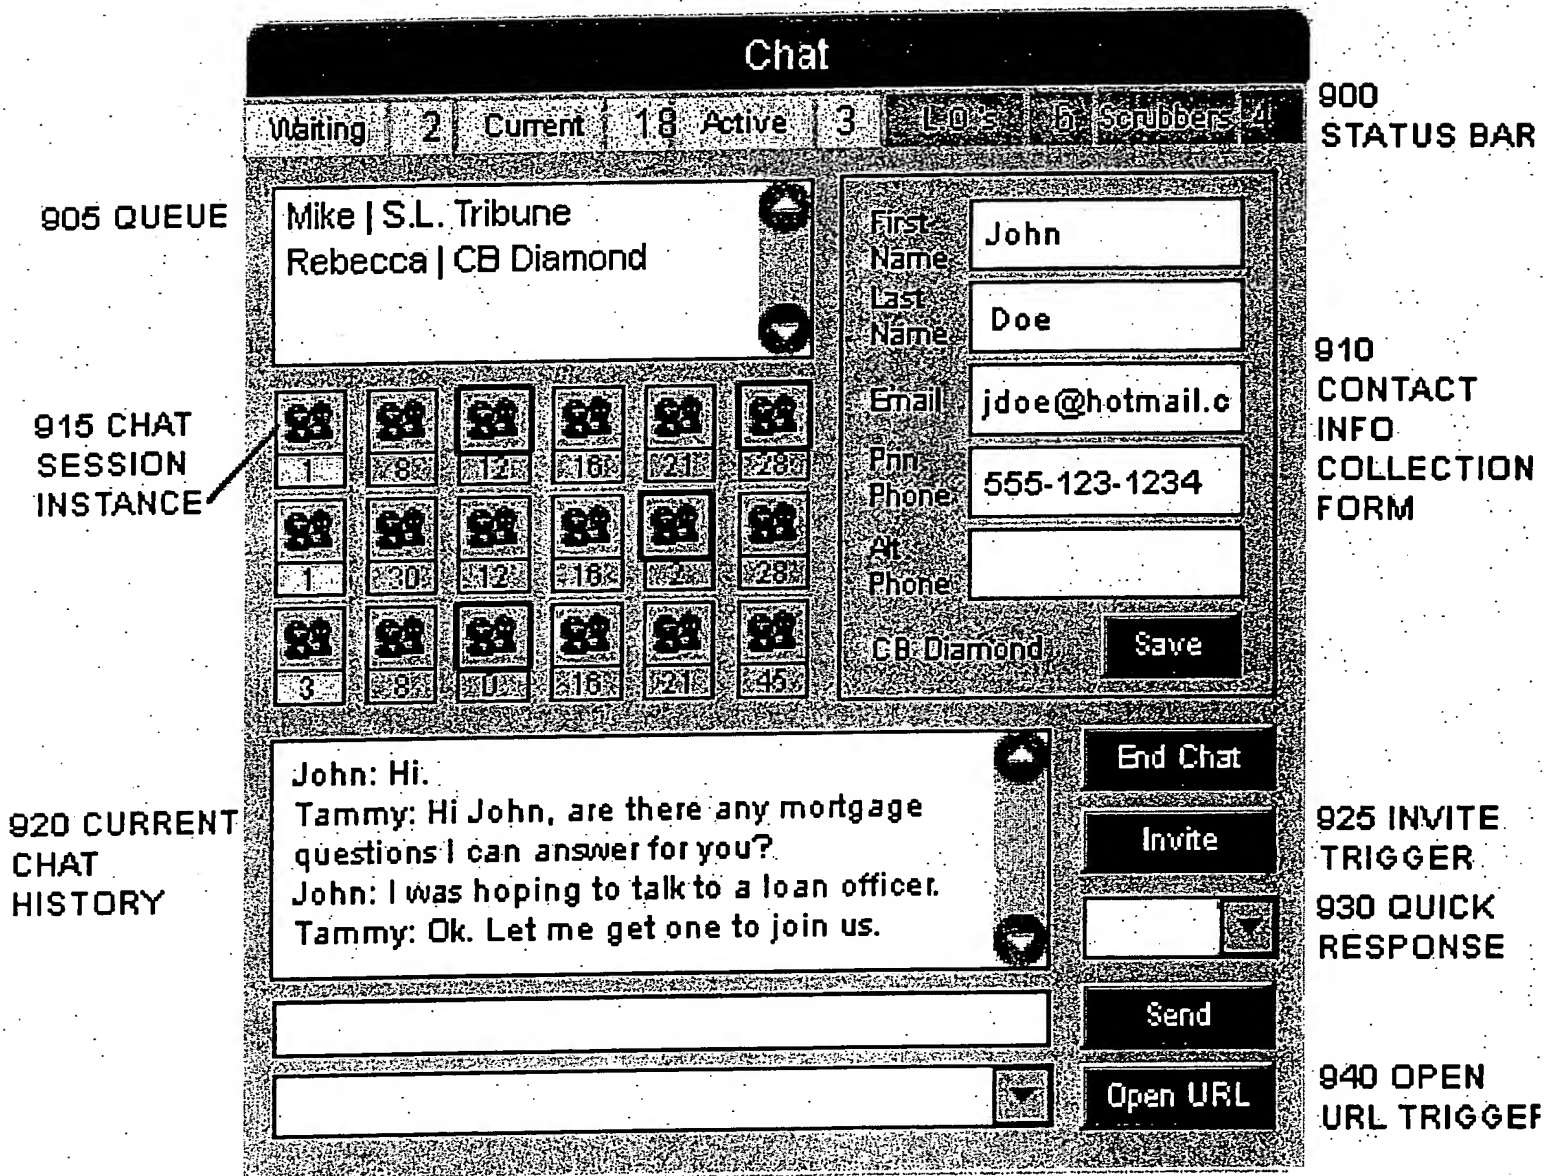 Chat
Waiting 2 Current 18 Active 3 L O's 6 Scrubbers 4
900
STATUS BAR
905 QUEUE
Mike | S.L. Tribune
Rebecca | CB Diamond
First
Name
John
Last
Name
Doe
Email
jdoe@hotmail.c
Phone
555-123-1234
Alt
Phone
CB Diamond
Save
910
CONTACT
INFO
COLLECTION
FORM
915 CHAT
SESSION
INSTANCE
1 8 12 16 21 28
1 30 12 18 2 28
3 8 0 16 21 45
John: Hi.
Tammy: Hi John, are there any mortgage
questions I can answer for you?
John: I was hoping to talk to a loan officer.
Tammy: Ok. Let me get one to join us.
920 CURRENT
CHAT
HISTORY
End Chat
Invite
925 INVITE
TRIGGER
930 QUICK
RESPONSE
Send
Open URL
940 OPEN
URL TRIGGER